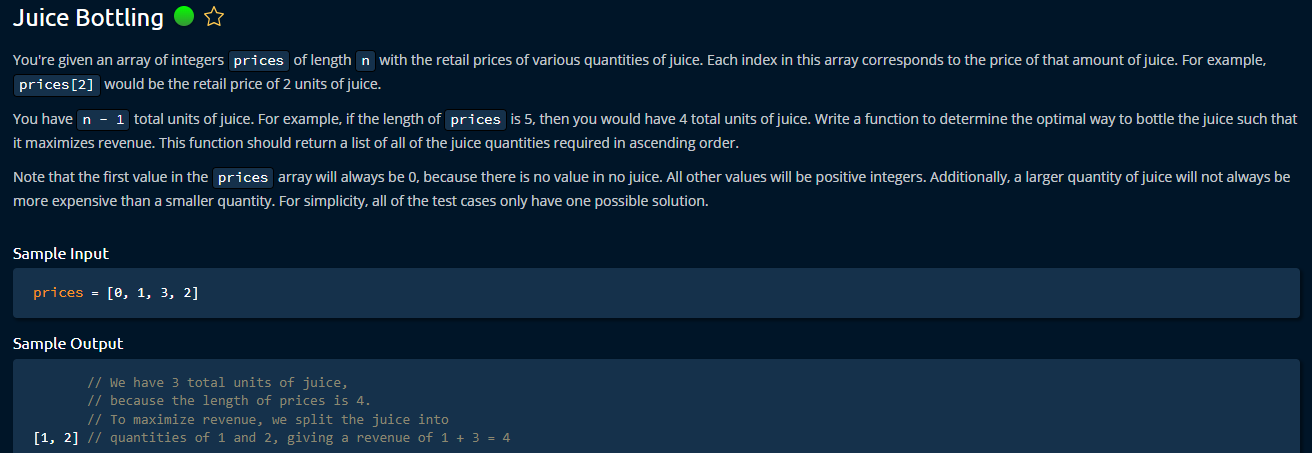 Juice Bottling
You're given an array of integers prices of length n with the retail prices of various quantities of juice. Each index in this array corresponds to the price of that amount of juice. For example,
prices[2] would be the retail price of 2 units of juice.
You have n - 1 total units of juice. For example, if the length of prices is 5, then you would have 4 total units of juice. Write a function to determine the optimal way to bottle the juice such that
it maximizes revenue. This function should return a list of all of the juice quantities required in ascending order.
Note that the first value in the prices array will always be 0, because there is no value in no juice. All other values will be positive integers. Additionally, a larger quantity of juice will not always be
more expensive than a smaller quantity. For simplicity, all of the test cases only have one possible solution.
Sample Input
prices = [0, 1, 3, 2]
Sample Output
// We have 3 total units of juice,
// because the length of prices is 4.
// To maximize revenue, we split the juice into
[1, 2] // quantities of 1 and 2, giving a revenue of 1 + 3 = 4